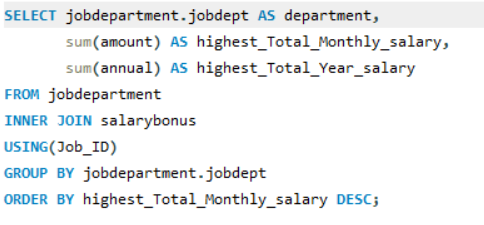 SELECT jobdepartment.jobdept AS department,
sum(amount) AS highest_Total_Monthly_salary,
sum(annual) AS highest_Total_Year_salary
FROM jobdepartment
INNER JOIN salarybonus
USING(Job_ID)
GROUP BY jobdepartment.jobdept
ORDER BY highest_Total_Monthly_salary DESC;